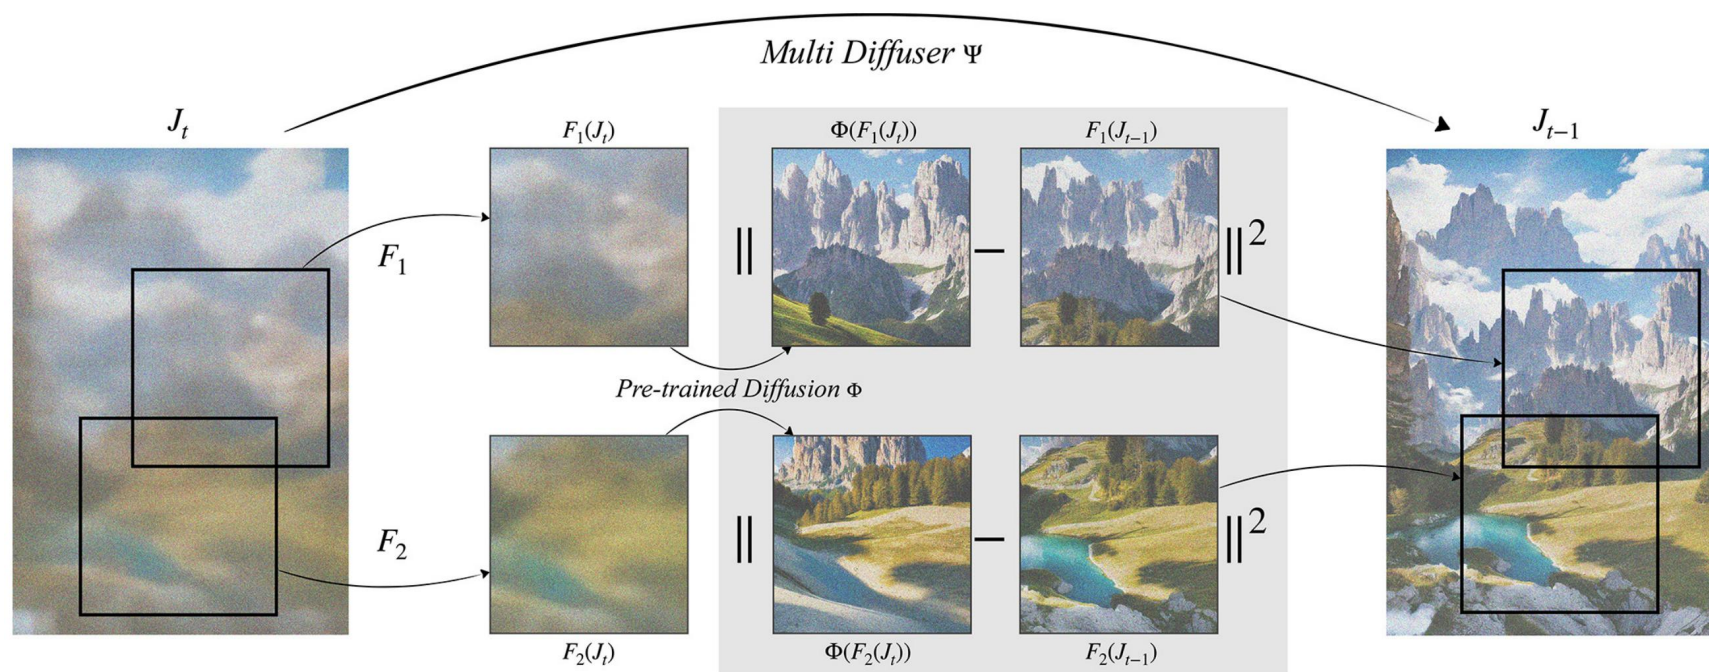 Multi Diffuser Ψ
J_t
F_1(J_t)
Φ(F_1(J_t))
F_1(J_{t−1})
J_{t−1}
F_1
||
−
||^2
Pre-trained Diffusion Φ
F_2
||
−
||^2
F_2(J_t)
Φ(F_2(J_t))
F_2(J_{t−1})